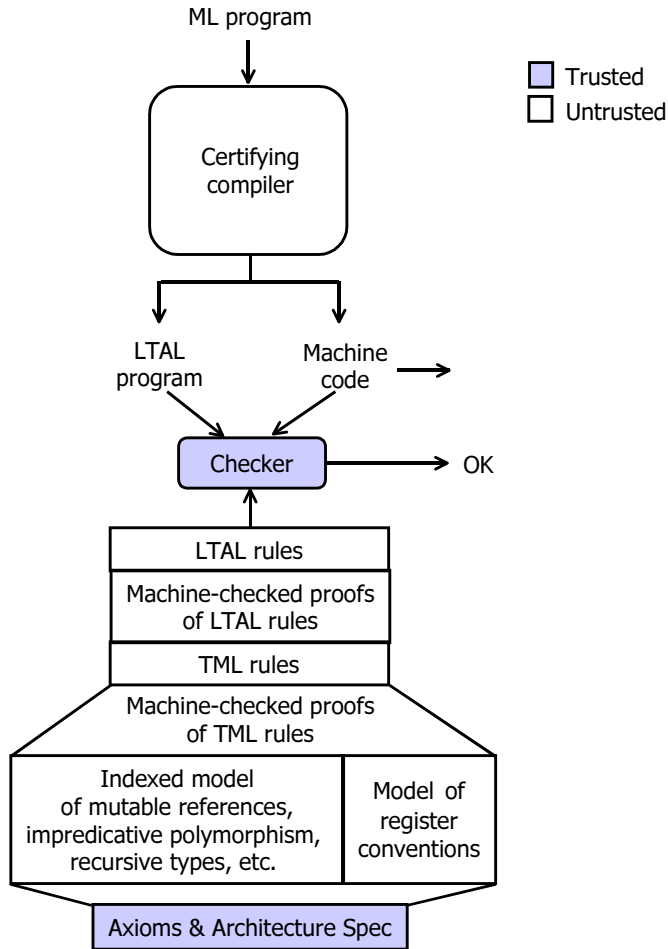 ML program
Trusted
Untrusted
Certifying
compiler
LTAL
program
Machine
code
Checker
OK
LTAL rules
Machine-checked proofs
of LTAL rules
TML rules
Machine-checked proofs
of TML rules
Indexed model
of mutable references,
impredicative polymorphism,
recursive types, etc.
Model of
register
conventions
Axioms & Architecture Spec